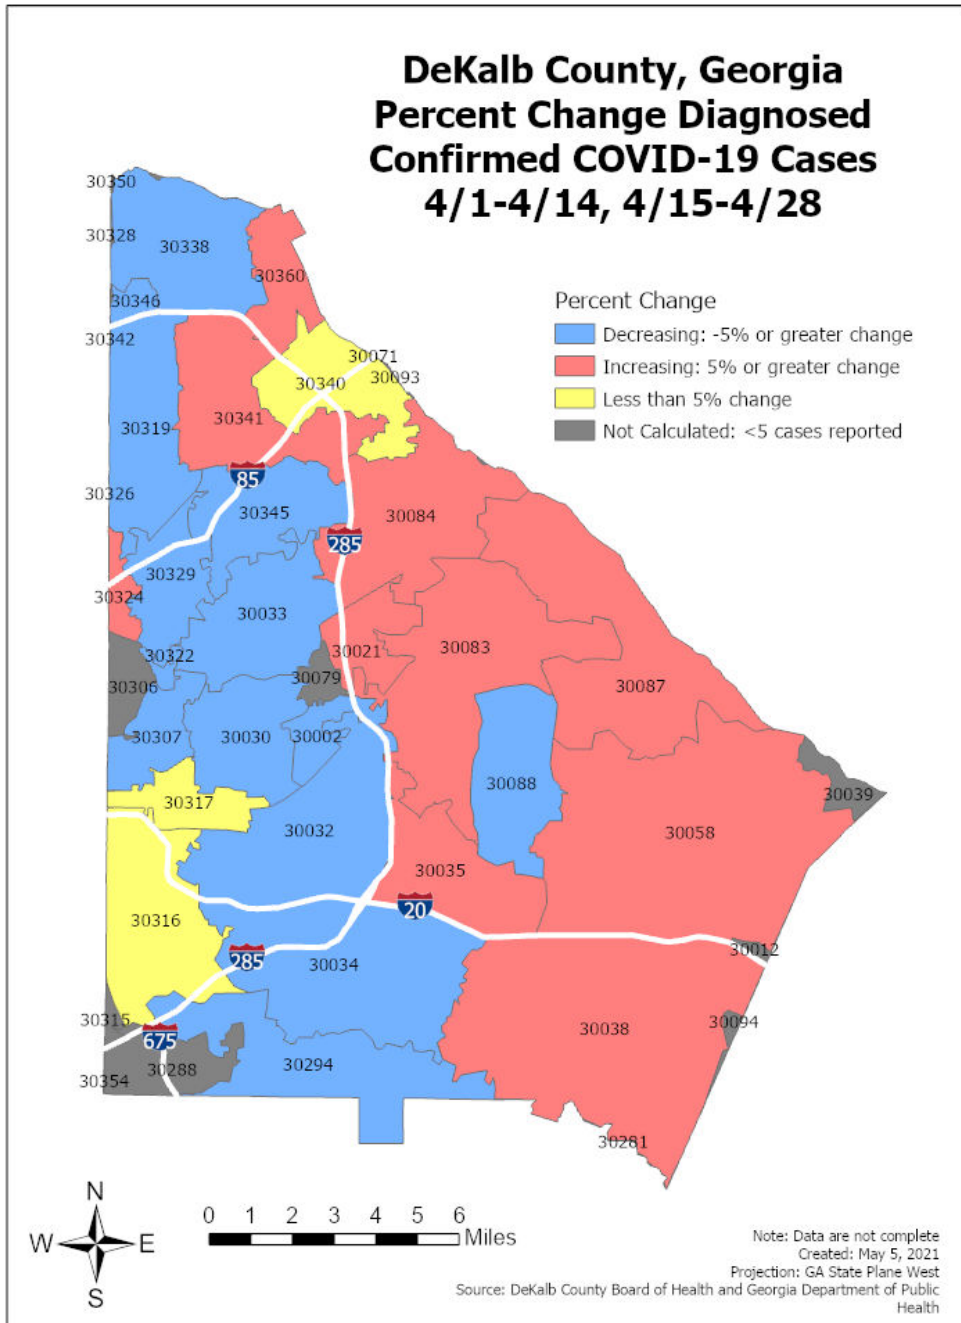 DeKalb County, Georgia
Percent Change Diagnosed
Confirmed COVID-19 Cases
4/1-4/14, 4/15-4/28
Percent Change
Decreasing: -5% or greater change
Increasing: 5% or greater change
Less than 5% change
Not Calculated: <5 cases reported
30350
30328
30338
30360
30346
30342
30071
30340
30093
30341
30319
85
30326
30345
30084
285
30329
30324
30033
30322
30021
30083
30079
30306
30087
30307
30030
30002
30088
30039
30317
30032
30058
30035
20
30316
30012
285
30034
30315
675
30038
30094
30354
30288
30294
30281
N
W
E
S
0 1 2 3 4 5 6
Miles
Note: Data are not complete
Created: May 5, 2021
Projection: GA State Plane West
Source: DeKalb County Board of Health and Georgia Department of Public
Health